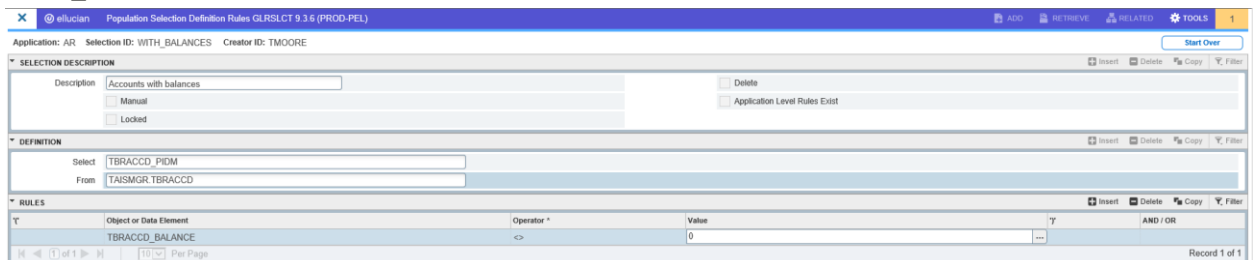 ellucian Population Selection Definition Rules GLRSLCT 9.3.6 (PROD-PEL) ADD RETRIEVE RELATED TOOLS 1
Application: AR Selection ID: WITH_BALANCES Creator ID: TMOORE Start Over
SELECTION DESCRIPTION Insert Delete Copy Filter
Description Accounts with balances Delete
Manual Application Level Rules Exist
Locked
DEFINITION Insert Delete Copy Filter
Select TBRACCD_PIDM
From TAISMGR.TBRACCD
RULES Insert Delete Copy Filter
'(' Object or Data Element Operator * Value ')' AND / OR
TBRACCD_BALANCE <> 0 ...
1 of 1 10 Per Page Record 1 of 1